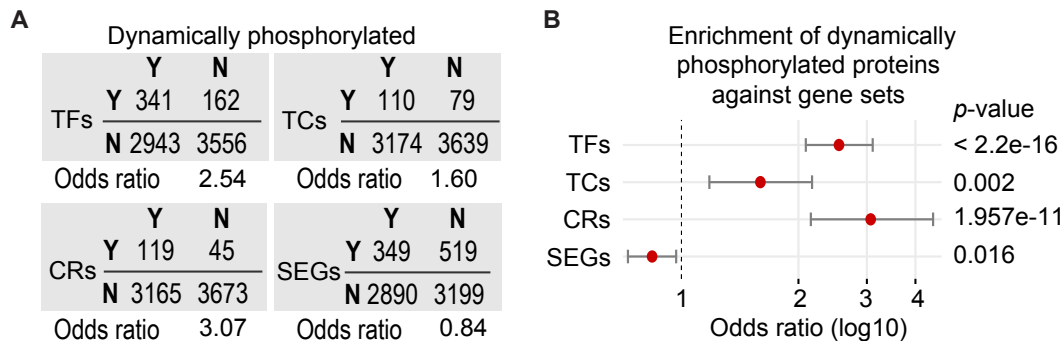 A
Dynamically phosphorylated
Y N
TFs
Y 341 162
N 2943 3556
Odds ratio 2.54
Y N
TCs
Y 110 79
N 3174 3639
Odds ratio 1.60
Y N
CRs
Y 119 45
N 3165 3673
Odds ratio 3.07
Y N
SEGs
Y 349 519
N 2890 3199
Odds ratio 0.84
B
Enrichment of dynamically
phosphorylated proteins
against gene sets
p-value
TFs < 2.2e-16
TCs 0.002
CRs 1.957e-11
SEGs 0.016
1 2 3 4
Odds ratio (log10)